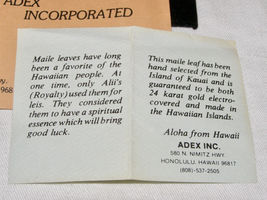 ADEX
INCORPORATED
Maile leaves have long
been a favorite of the
Hawaiian people. At
one time, only Alii's
(Royalty) used them for
leis. They considered
them to have a spiritual
essence which will bring
good luck.
This maile leaf has been
hand selected from the
Island of Kauai and is
guaranteed to be both
24 karat gold electro-
covered and made in
the Hawaiian Islands.
Aloha from Hawaii
ADEX INC.
580 N. NIMITZ HWY.
HONOLULU, HAWAII 96817
(808)-537-2505